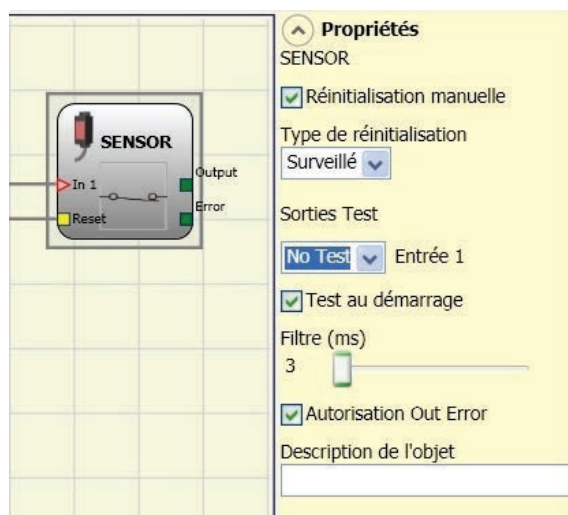 SENSOR
In 1
Output
Reset
Error
Propriétés
SENSOR
Réinitialisation manuelle
Type de réinitialisation
Surveillé
Sorties Test
No Test Entrée 1
Test au démarrage
Filtre (ms)
3
Autorisation Out Error
Description de l'objet